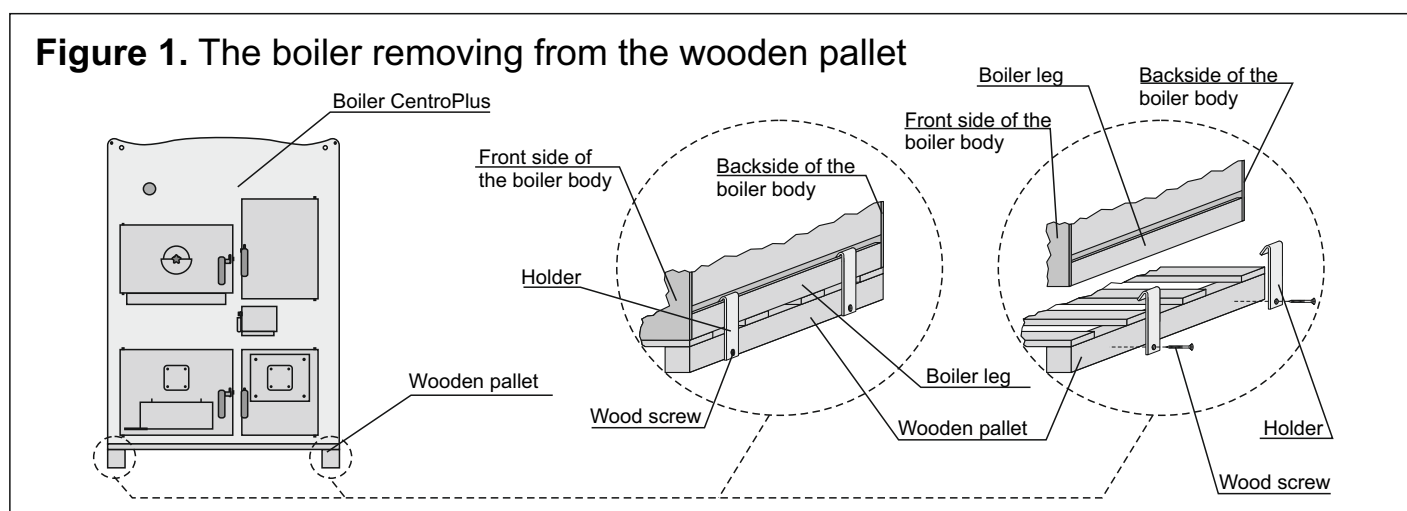 Figure 1. The boiler removing from the wooden pallet
Boiler CentroPlus
Wooden pallet
Front side of
the boiler body
Backside of the
boiler body
Holder
Wood screw
Boiler leg
Wooden pallet
Boiler leg
Backside of the
boiler body
Front side of the
boiler body
Holder
Wood screw